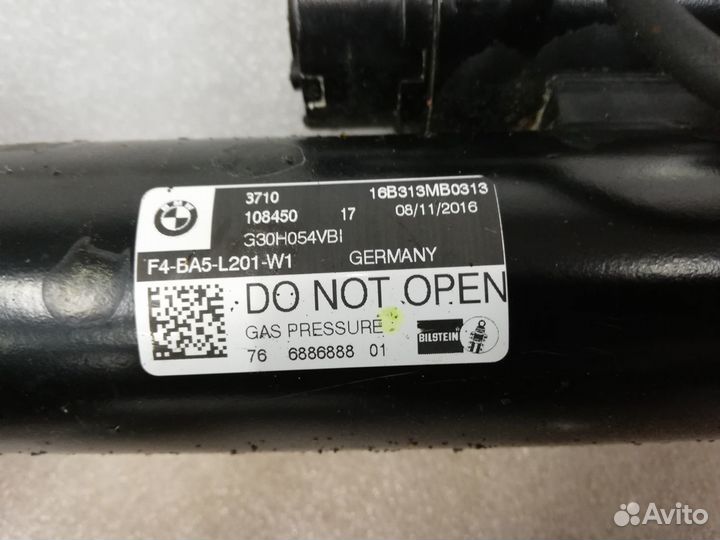 BMW
3710
16B313MB0313
108450 17 08/11/2016
G30H054VBI
F4-BA5-L201-W1 GERMANY
DO NOT OPEN
GAS PRESSURE
76 6886888 01
BILSTEIN
Avito